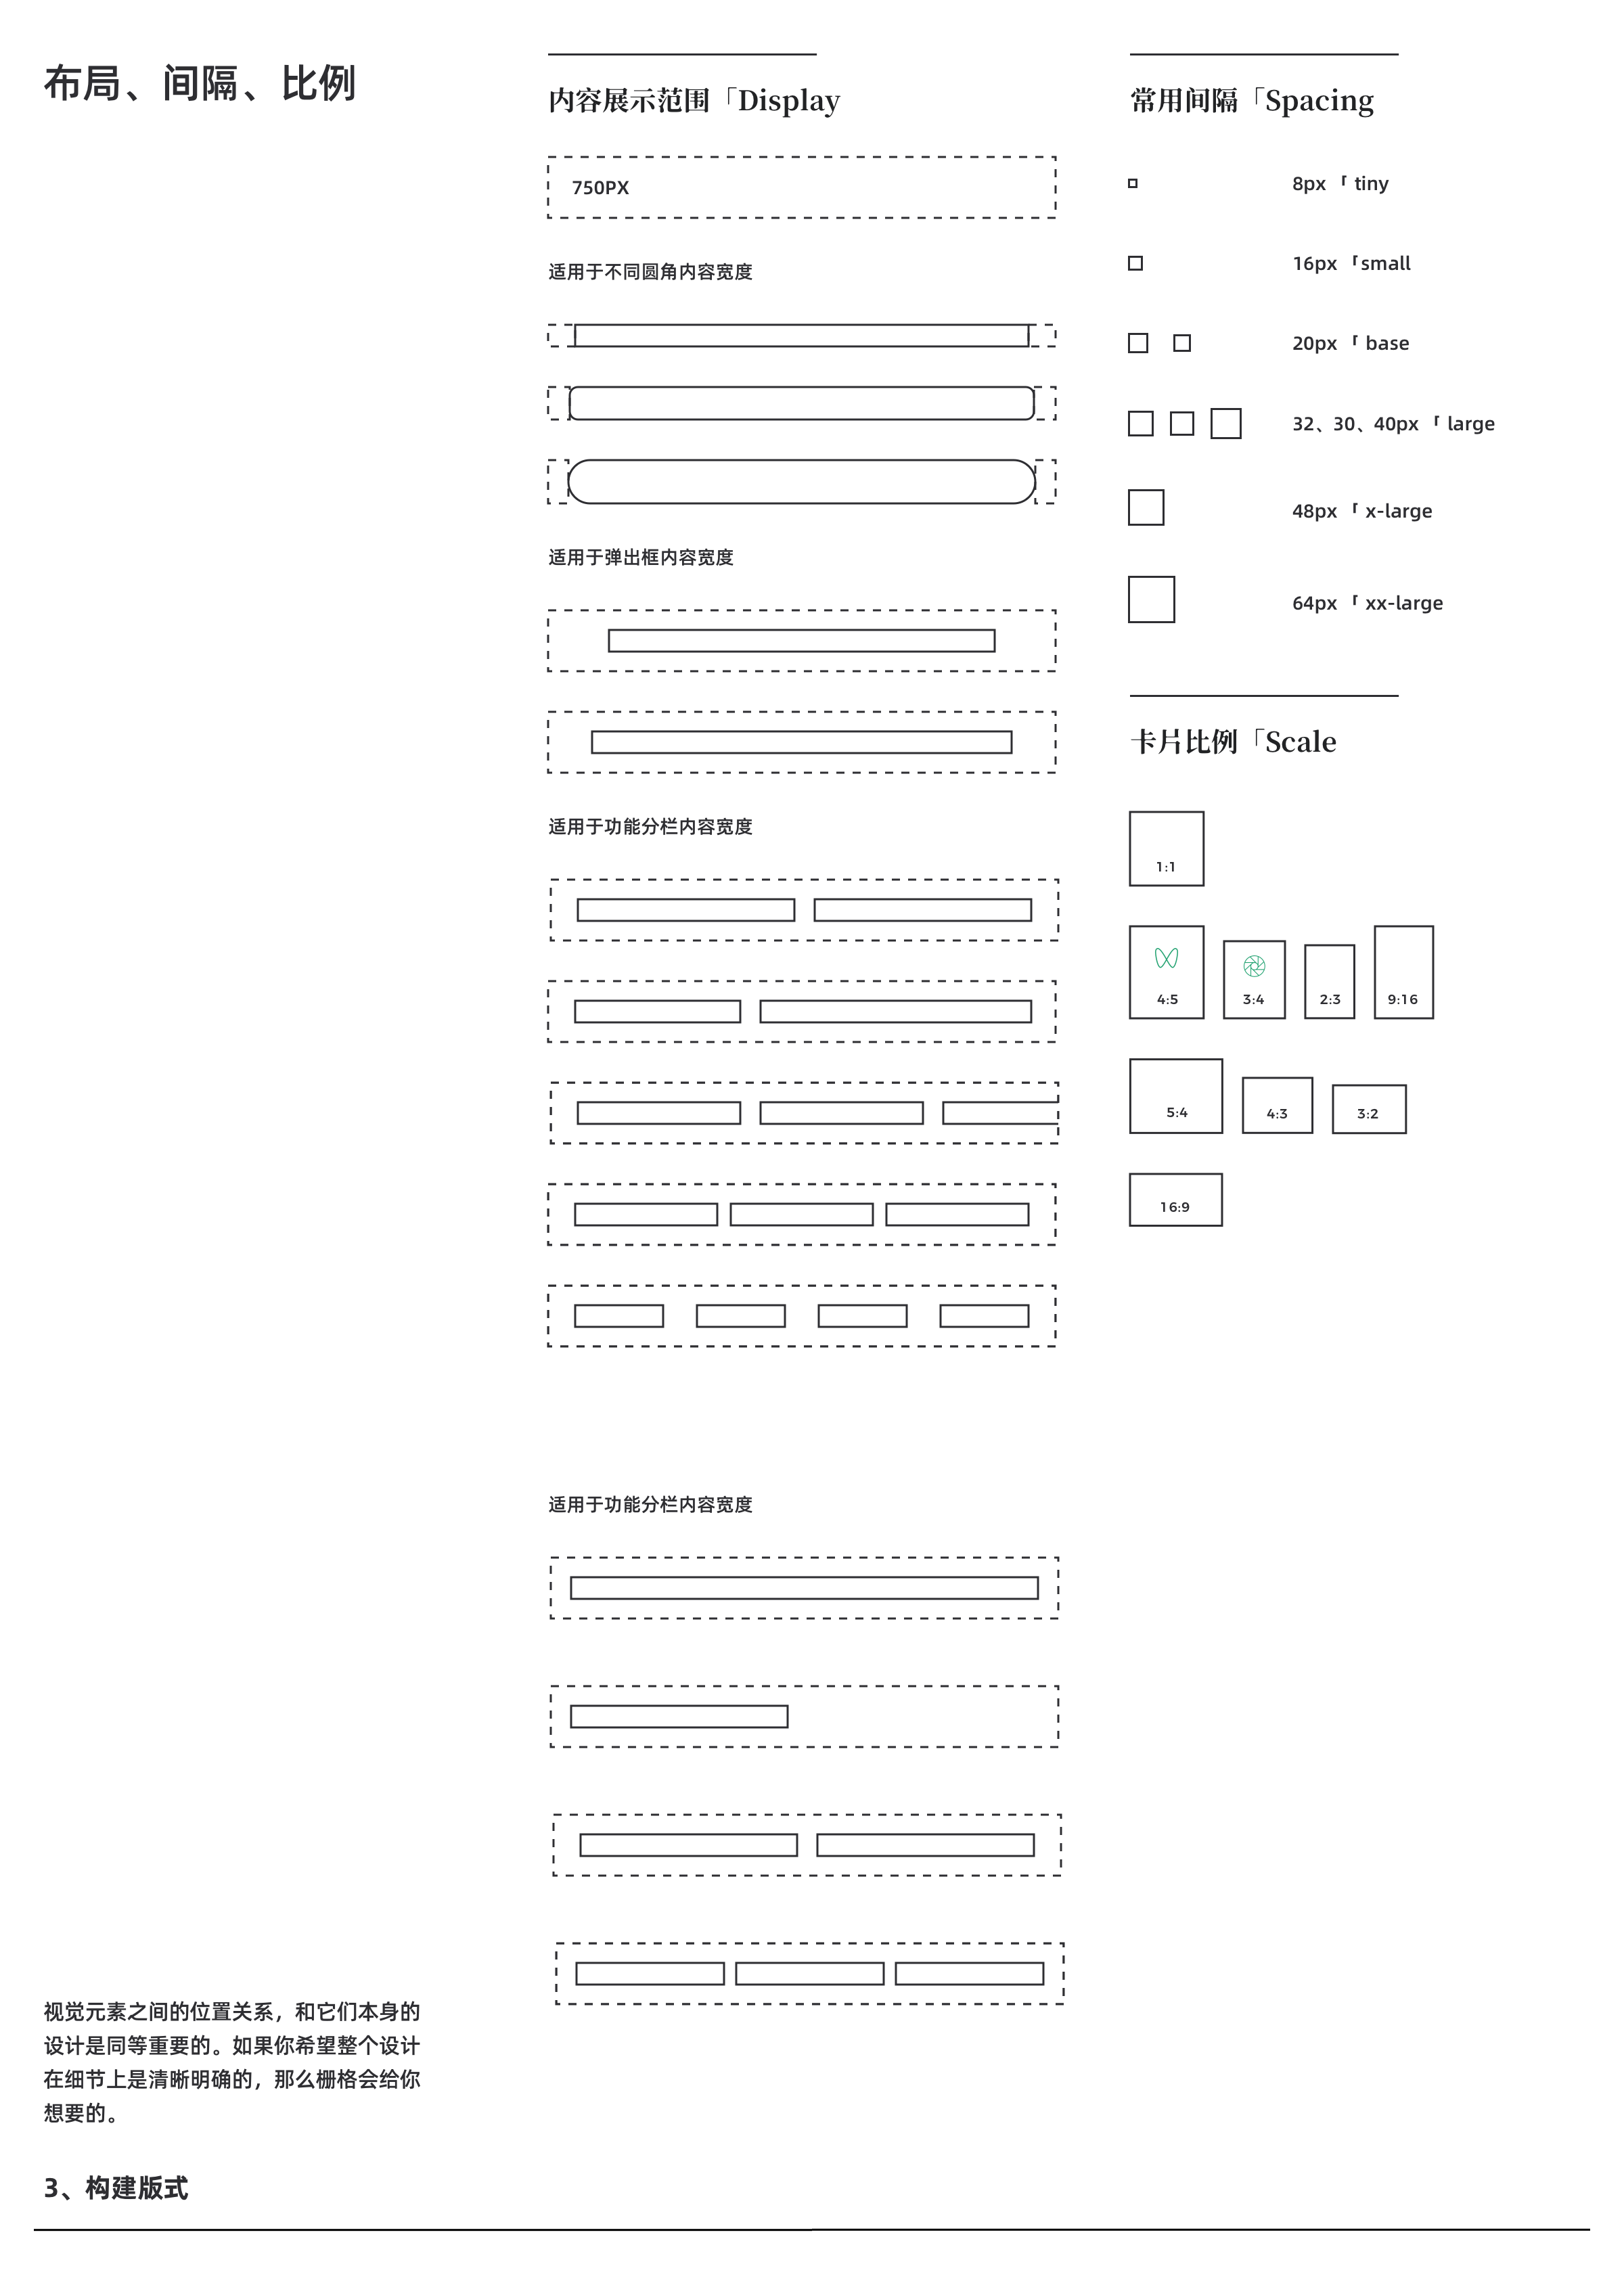 布局、间隔、比例
内容展示范围「Display
750PX
适用于不同圆角内容宽度
适用于弹出框内容宽度
适用于功能分栏内容宽度
适用于功能分栏内容宽度
常用间隔「Spacing
8px 「 tiny
16px 「small
20px 「 base
32、30、40px 「 large
48px 「 x-large
64px 「 xx-large
卡片比例「Scale
1:1
4:5 3:4 2:3 9:16
5:4 4:3 3:2
16:9
视觉元素之间的位置关系，和它们本身的
设计是同等重要的。如果你希望整个设计
在细节上是清晰明确的，那么栅格会给你
想要的。
3、构建版式